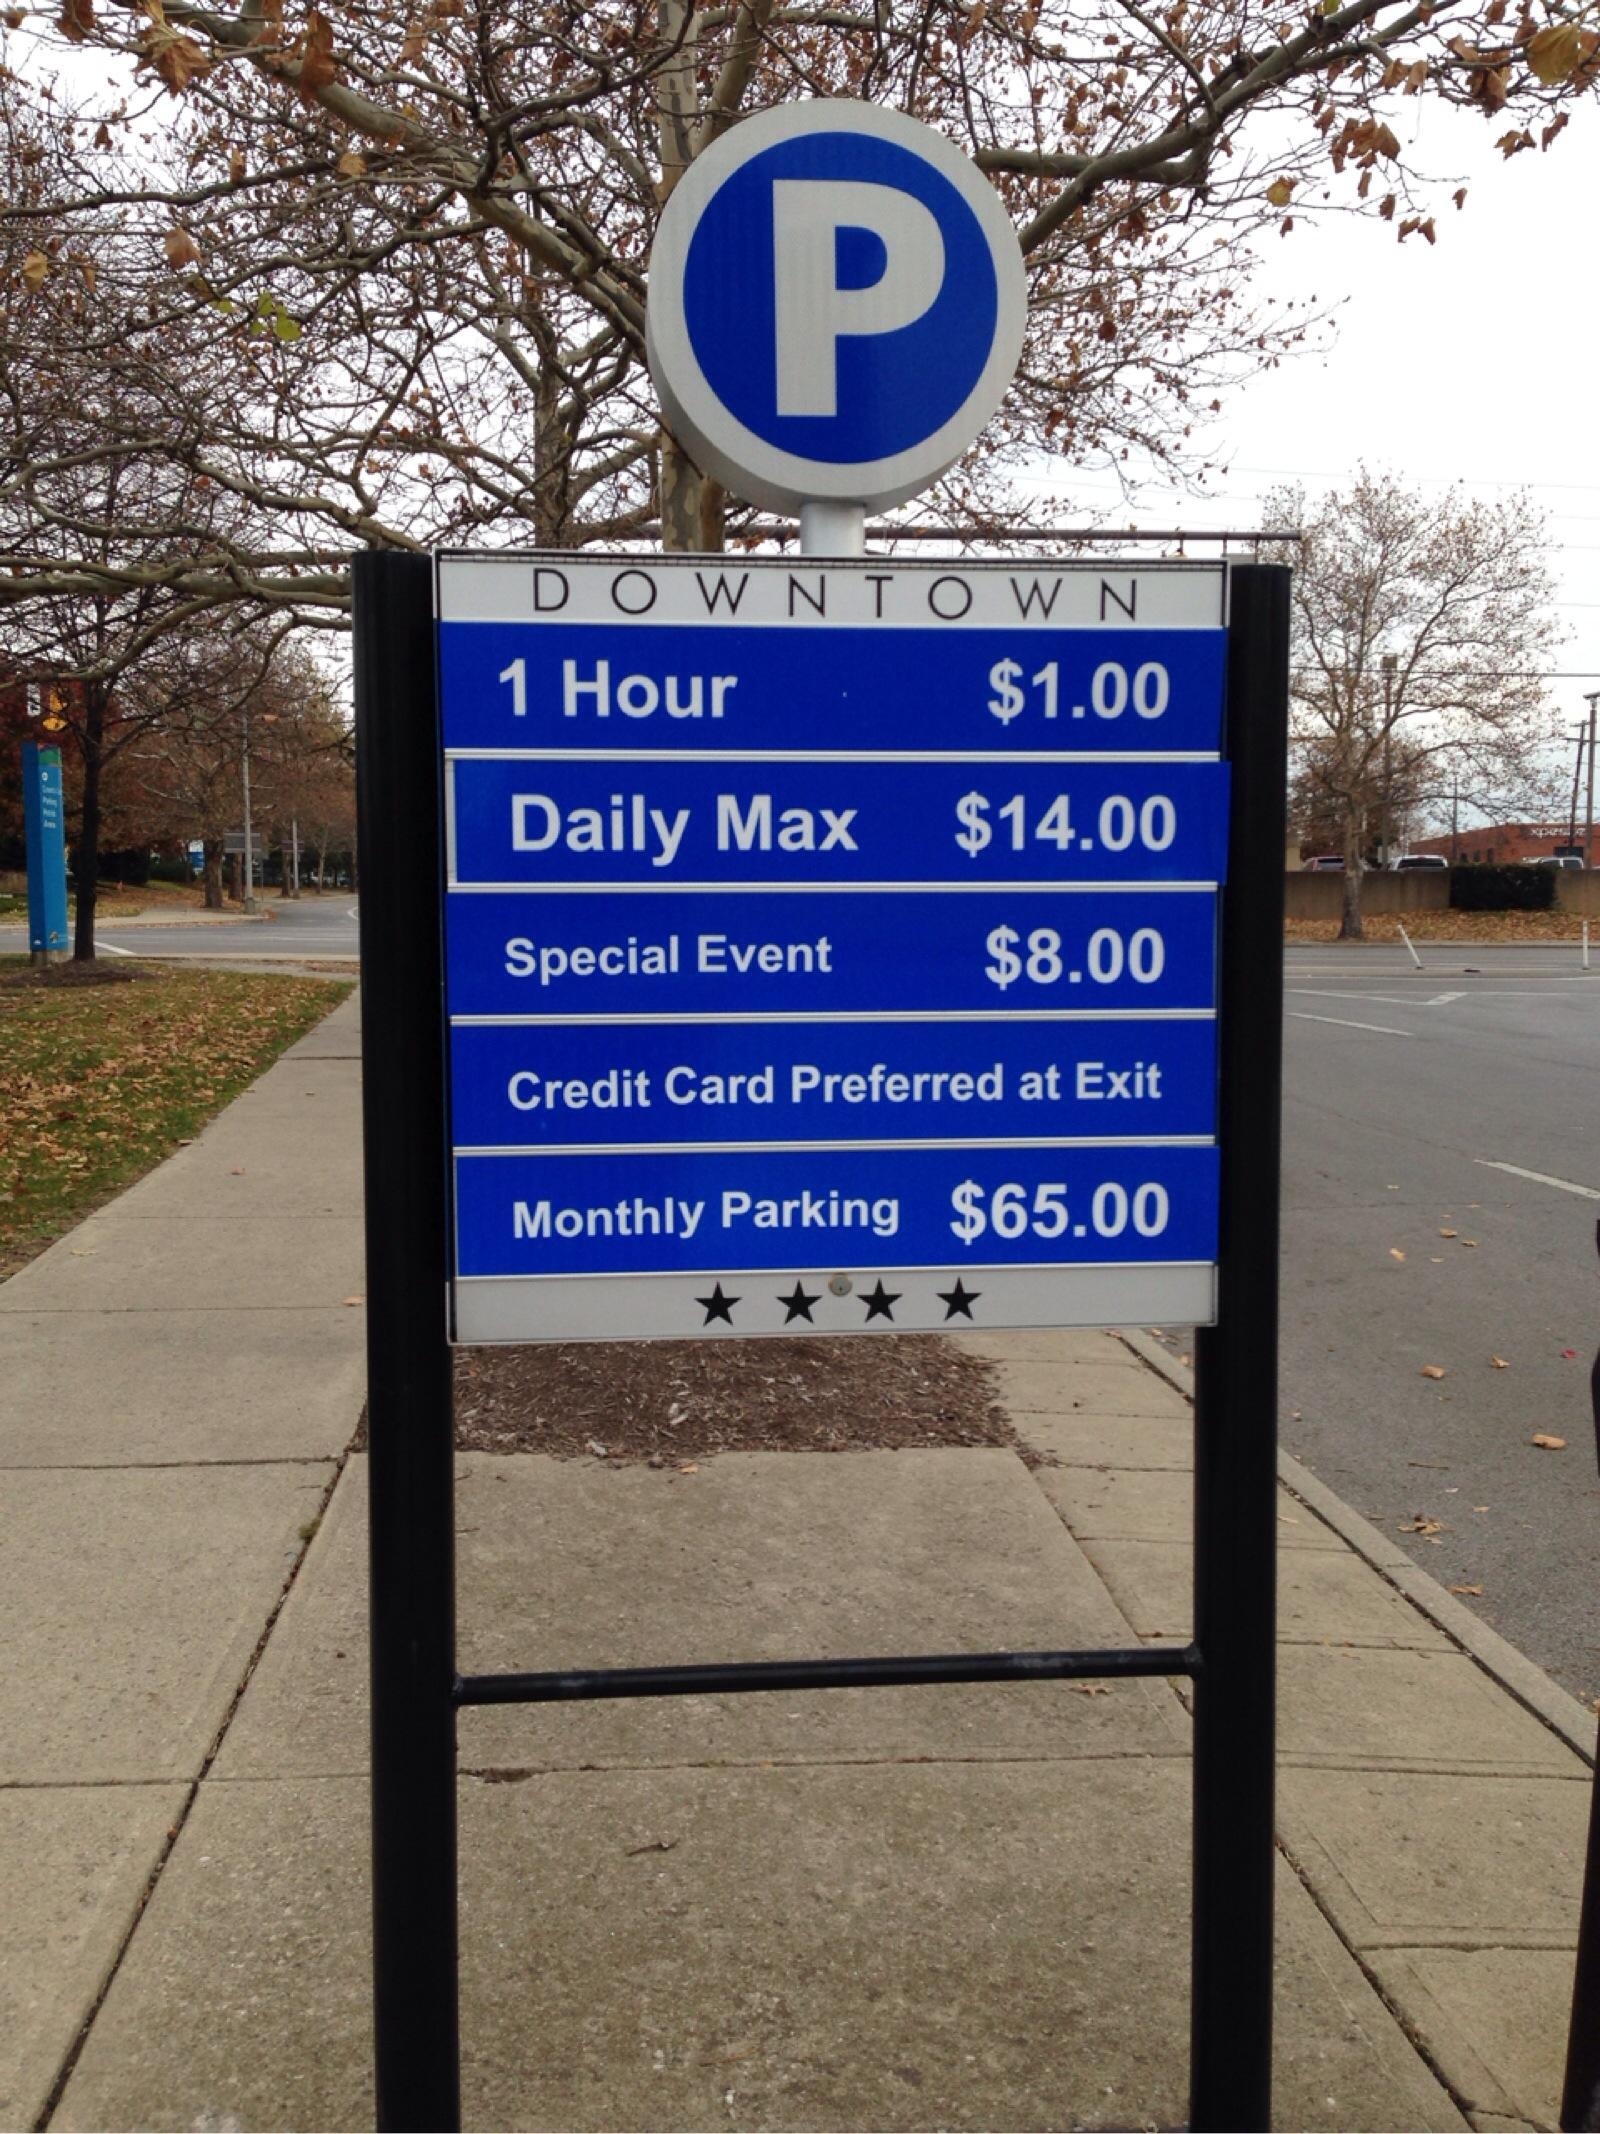 P
DOWNTOWN
1 Hour $1.00
Daily Max $14.00
Special Event $8.00
Credit Card Preferred at Exit
Monthly Parking $65.00